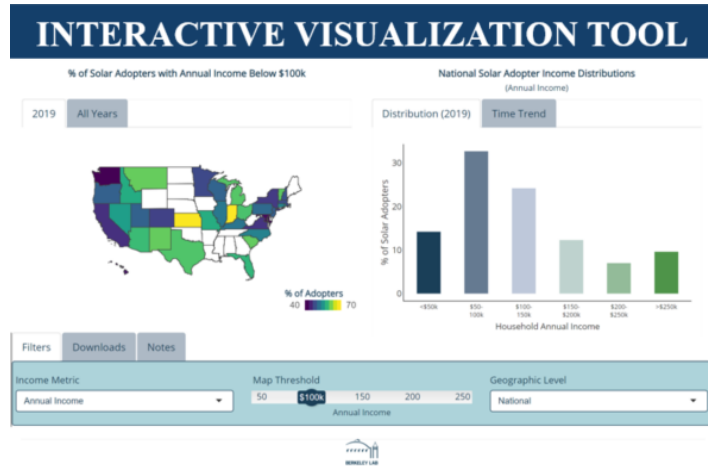 INTERACTIVE VISUALIZATION TOOL
% of Solar Adopters with Annual Income Below $100k
2019
All Years
% of Adopters
40
70
National Solar Adopter Income Distributions
(Annual Income)
Distribution (2019)
Time Trend
% of Solar Adopters
30
20
10
0
<$50k
$50-
100k
$100-
150k
$150-
$200k
$200-
$250k
>$250k
Household Annual Income
Filters
Downloads
Notes
Income Metric
Annual Income
Map Threshold
50
$100k
150
200
250
Annual Income
Geographic Level
National
BERKELEY LAB